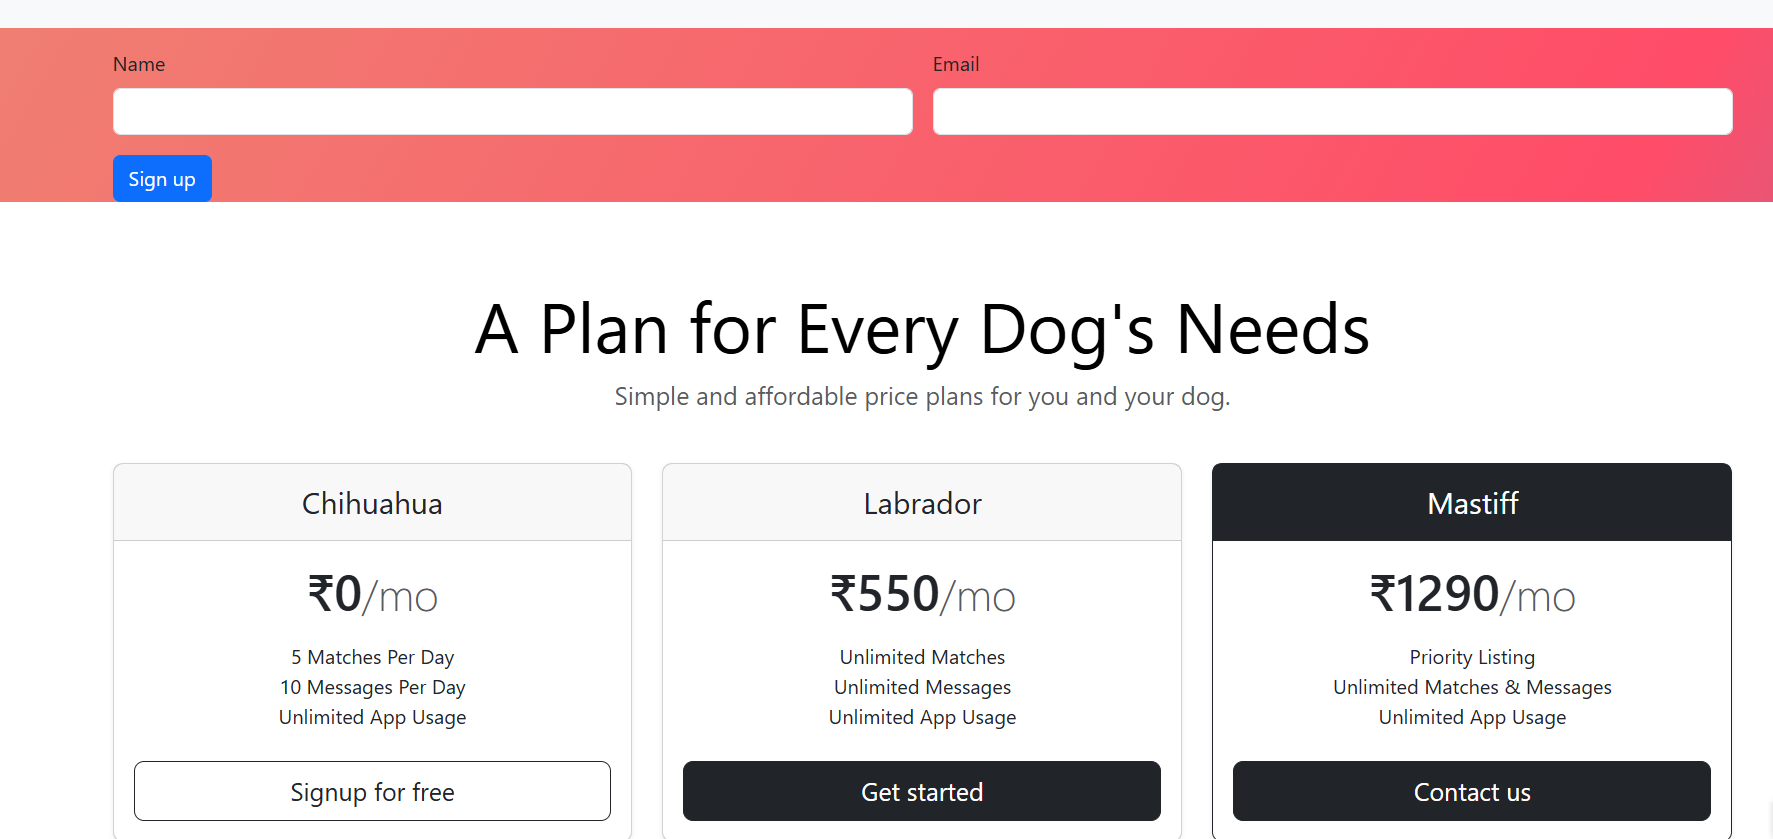 Name
Email
Sign up
A Plan for Every Dog's Needs
Simple and affordable price plans for you and your dog.
Chihuahua
₹0/mo
5 Matches Per Day
10 Messages Per Day
Unlimited App Usage
Signup for free
Labrador
₹550/mo
Unlimited Matches
Unlimited Messages
Unlimited App Usage
Get started
Mastiff
₹1290/mo
Priority Listing
Unlimited Matches & Messages
Unlimited App Usage
Contact us